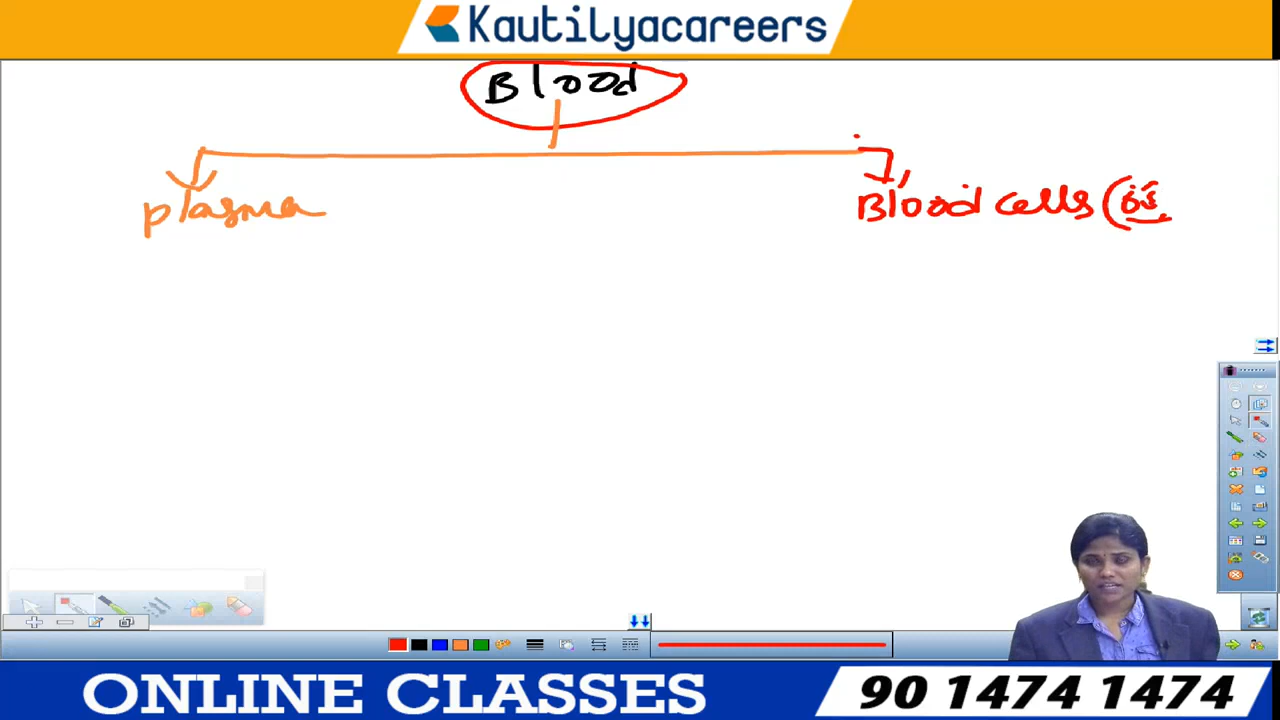 Kautilyacareers
Blood
plasma
Blood cells (
ONLINE CLASSES
90 1474 1474